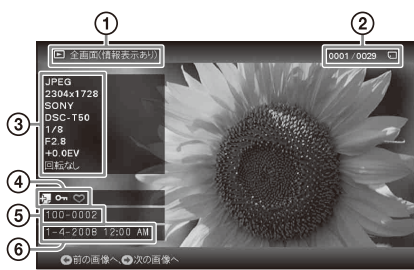 ① ②
全画面(情報表示あり) 0001/0029
③
JPEG
2304x1728
SONY
DSC-T50
1/8
F2.8
+0.0EV
回転なし
④
⑤ 100-0002
⑥ 1-4-2008 12:00 AM
前の画像へ、次の画像へ